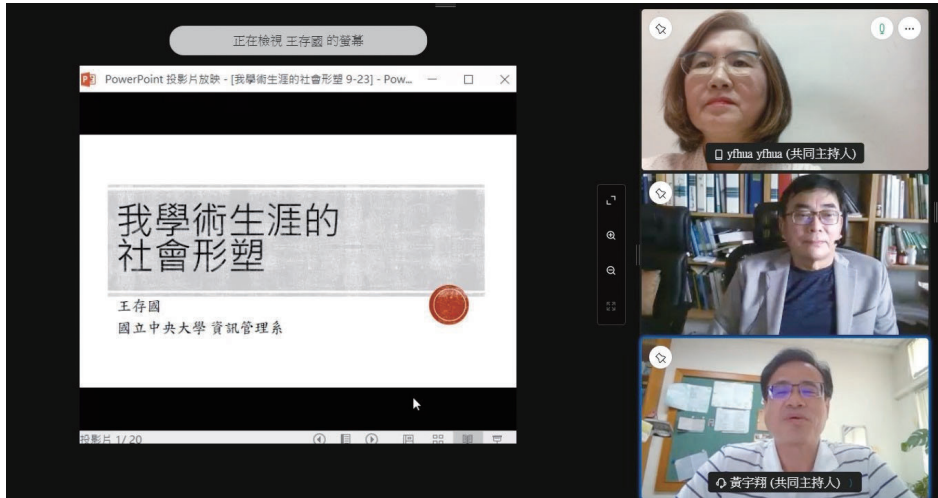 正在檢視 王存國 的螢幕
PowerPoint 投影片放映 - [我學術生涯的社會形塑 9-23] - Pow...
我學術生涯的
社會形塑
王存國
國立中央大學 資訊管理系
投影片 1/20
yfhua yfhua (共同主持人)
黃宇翔 (共同主持人)